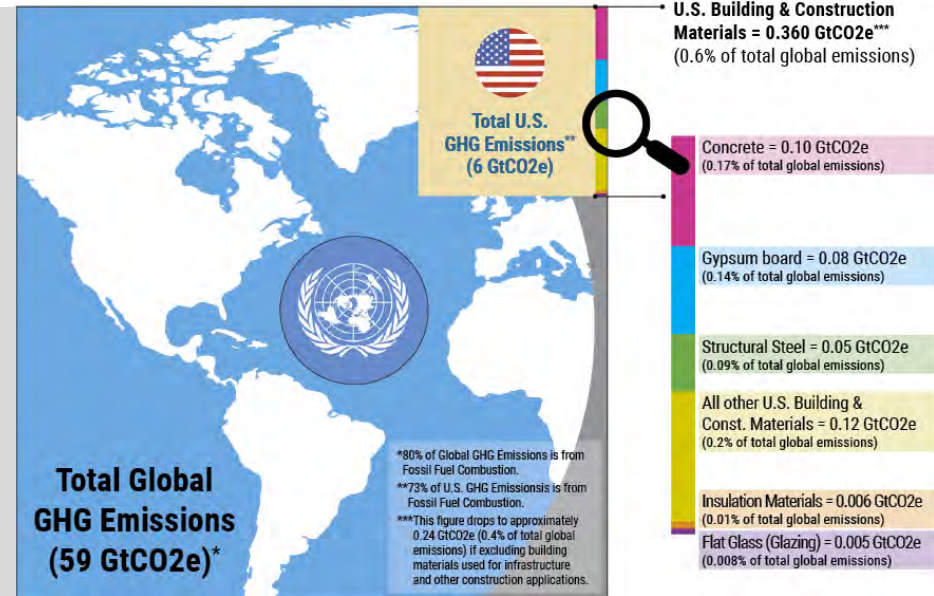 U.S. Building & Construction
Materials = 0.360 GtCO2e***
(0.6% of total global emissions)
Total U.S.
GHG Emissions**
(6 GtCO2e)
Concrete = 0.10 GtCO2e
(0.17% of total global emissions)
Gypsum board = 0.08 GtCO2e
(0.14% of total global emissions)
Structural Steel = 0.05 GtCO2e
(0.09% of total global emissions)
All other U.S. Building &
Const. Materials = 0.12 GtCO2e
(0.2% of total global emissions)
Insulation Materials = 0.006 GtCO2e
(0.01% of total global emissions)
Flat Glass (Glazing) = 0.005 GtCO2e
(0.008% of total global emissions)
Total Global
GHG Emissions
(59 GtCO2e)*
*80% of Global GHG Emissions is from
Fossil Fuel Combustion.
**73% of U.S. GHG Emissionsis is from
Fossil Fuel Combustion.
***This figure drops to approximately
0.24 GtCO2e (0.4% of total global
emissions) if excluding building
materials used for infrastructure
and other construction applications.